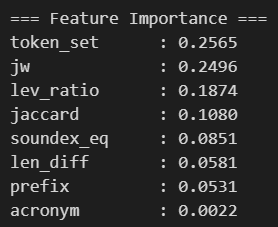 === Feature Importance ===
token_set       : 0.2565
jw              : 0.2496
lev_ratio       : 0.1874
jaccard         : 0.1080
soundex_eq      : 0.0851
len_diff        : 0.0581
prefix          : 0.0531
acronym         : 0.0022